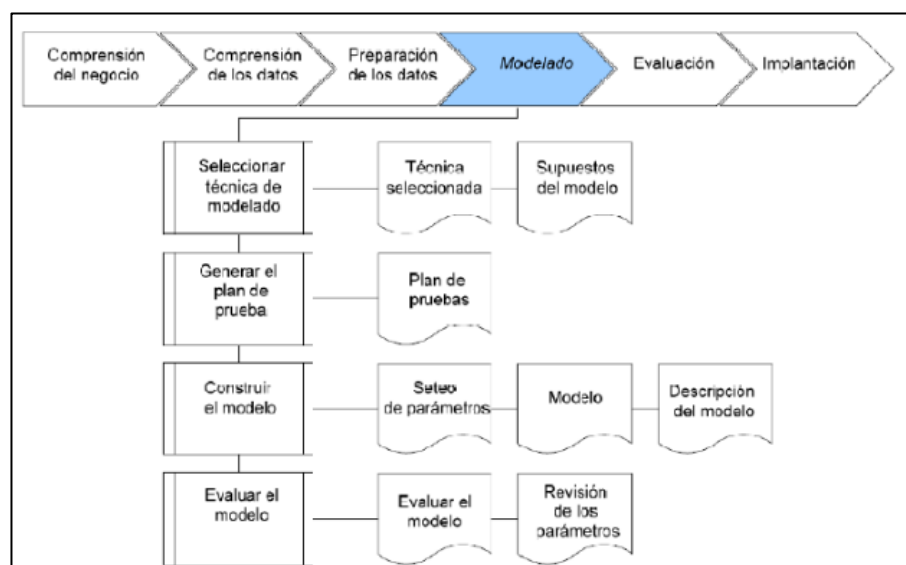 Comprensión
del negocio
Comprensión
de los datos
Preparación
de los datos
Modelado
Evaluación
Implantación
Seleccionar
técnica de
modelado
Técnica
seleccionada
Supuestos
del modelo
Generar el
plan de
prueba
Plan de
pruebas
Construir
el modelo
Seteo
de parámetros
Modelo
Descripción
del modelo
Evaluar el
modelo
Evaluar el
modelo
Revisión
de los
parámetros